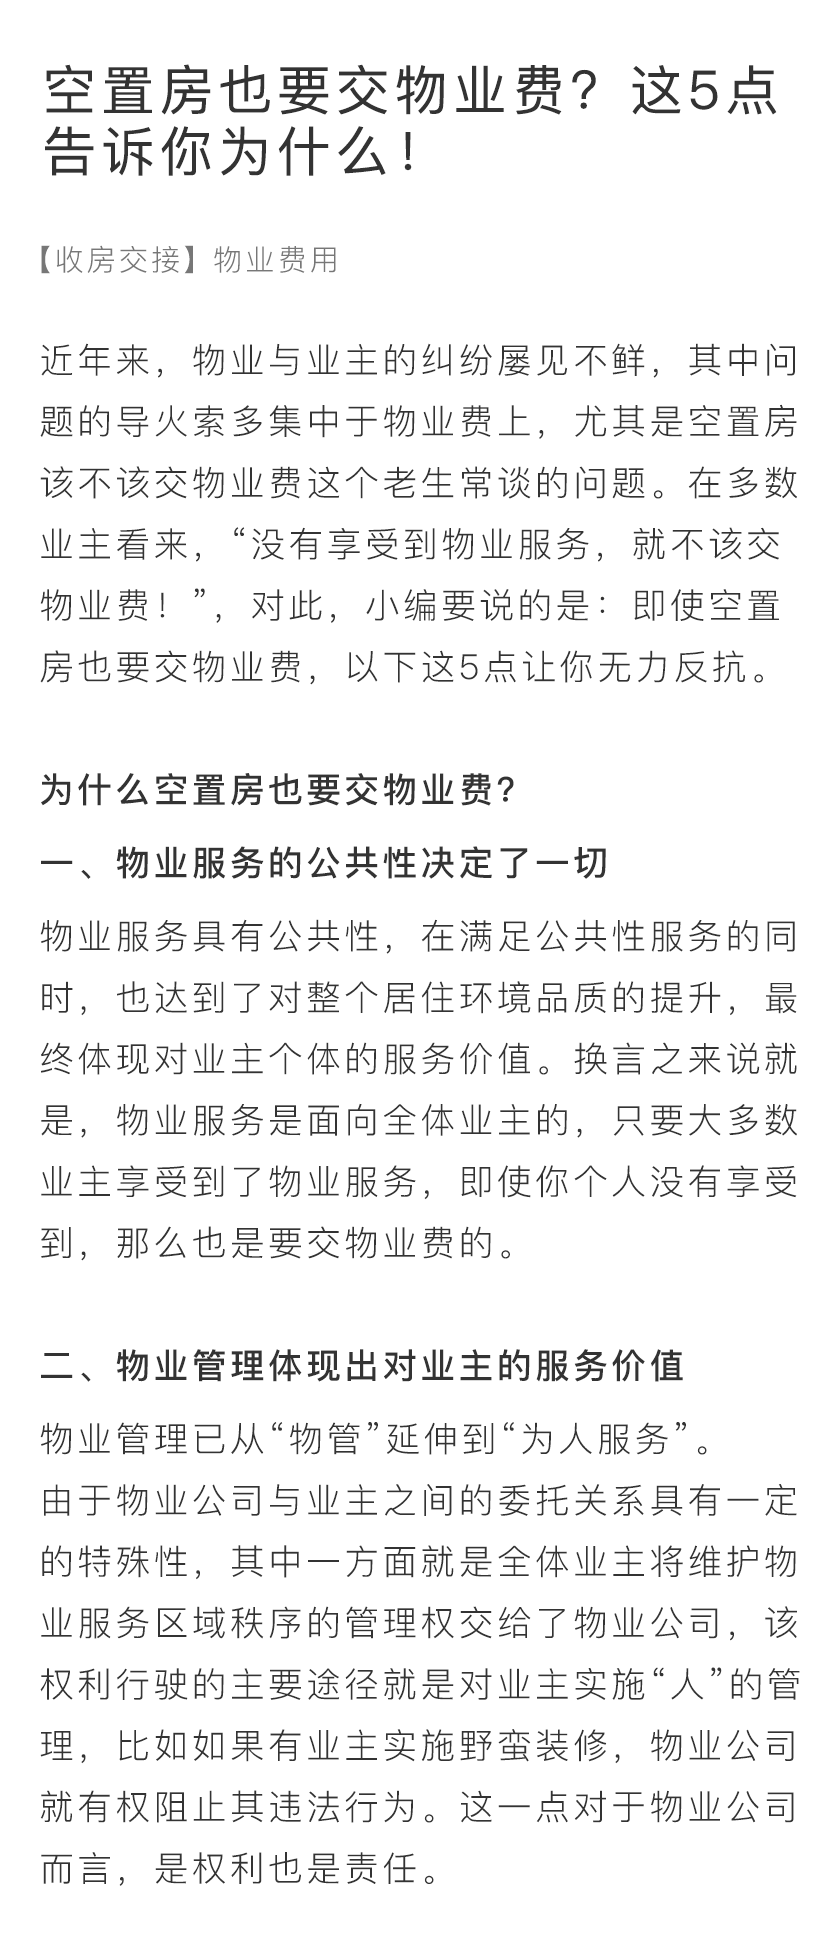 空置房也要交物业费？这5点
告诉你为什么！
【收房交接】物业费用
近年来，物业与业主的纠纷屡见不鲜，其中问
题的导火索多集中于物业费上，尤其是空置房
该不该交物业费这个老生常谈的问题。在多数
业主看来，“没有享受到物业服务，就不该交
物业费！”，对此，小编要说的是：即使空置
房也要交物业费，以下这5点让你无力反抗。
为什么空置房也要交物业费?
一、物业服务的公共性决定了一切
物业服务具有公共性，在满足公共性服务的同
时，也达到了对整个居住环境品质的提升，最
终体现对业主个体的服务价值。换言之来说就
是，物业服务是面向全体业主的，只要大多数
业主享受到了物业服务，即使你个人没有享受
到，那么也是要交物业费的。
二、物业管理体现出对业主的服务价值
物业管理已从“物管”延伸到“为人服务”。
由于物业公司与业主之间的委托关系具有一定
的特殊性，其中一方面就是全体业主将维护物
业服务区域秩序的管理权交给了物业公司，该
权利行驶的主要途径就是对业主实施“人”的管
理，比如如果有业主实施野蛮装修，物业公司
就有权阻止其违法行为。这一点对于物业公司
而言，是权利也是责任。